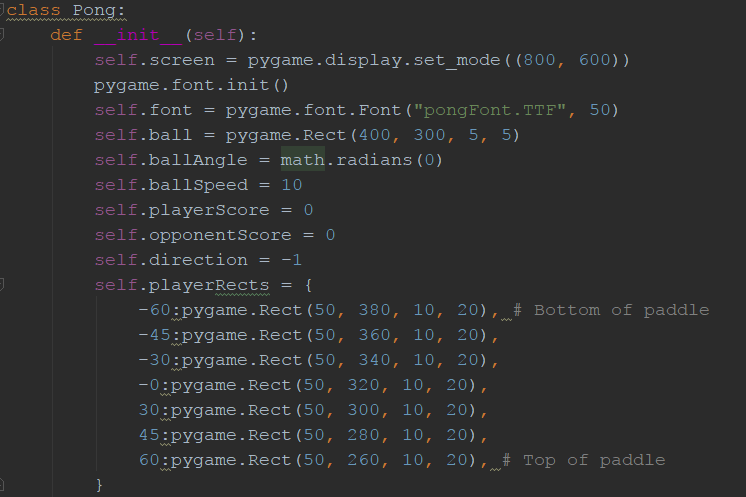 class Pong:
    def __init__(self):
        self.screen = pygame.display.set_mode((800, 600))
        pygame.font.init()
        self.font = pygame.font.Font("pongFont.TTF", 50)
        self.ball = pygame.Rect(400, 300, 5, 5)
        self.ballAngle = math.radians(0)
        self.ballSpeed = 10
        self.playerScore = 0
        self.opponentScore = 0
        self.direction = -1
        self.playerRects = {
            -60:pygame.Rect(50, 380, 10, 20), # Bottom of paddle
            -45:pygame.Rect(50, 360, 10, 20),
            -30:pygame.Rect(50, 340, 10, 20),
            -0:pygame.Rect(50, 320, 10, 20),
            30:pygame.Rect(50, 300, 10, 20),
            45:pygame.Rect(50, 280, 10, 20),
            60:pygame.Rect(50, 260, 10, 20), # Top of paddle
        }